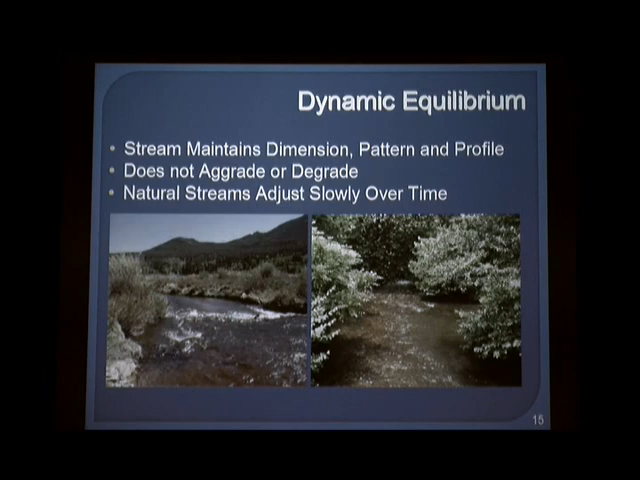 Dynamic Equilibrium
• Stream Maintains Dimension, Pattern and Profile
• Does not Aggrade or Degrade
• Natural Streams Adjust Slowly Over Time
15